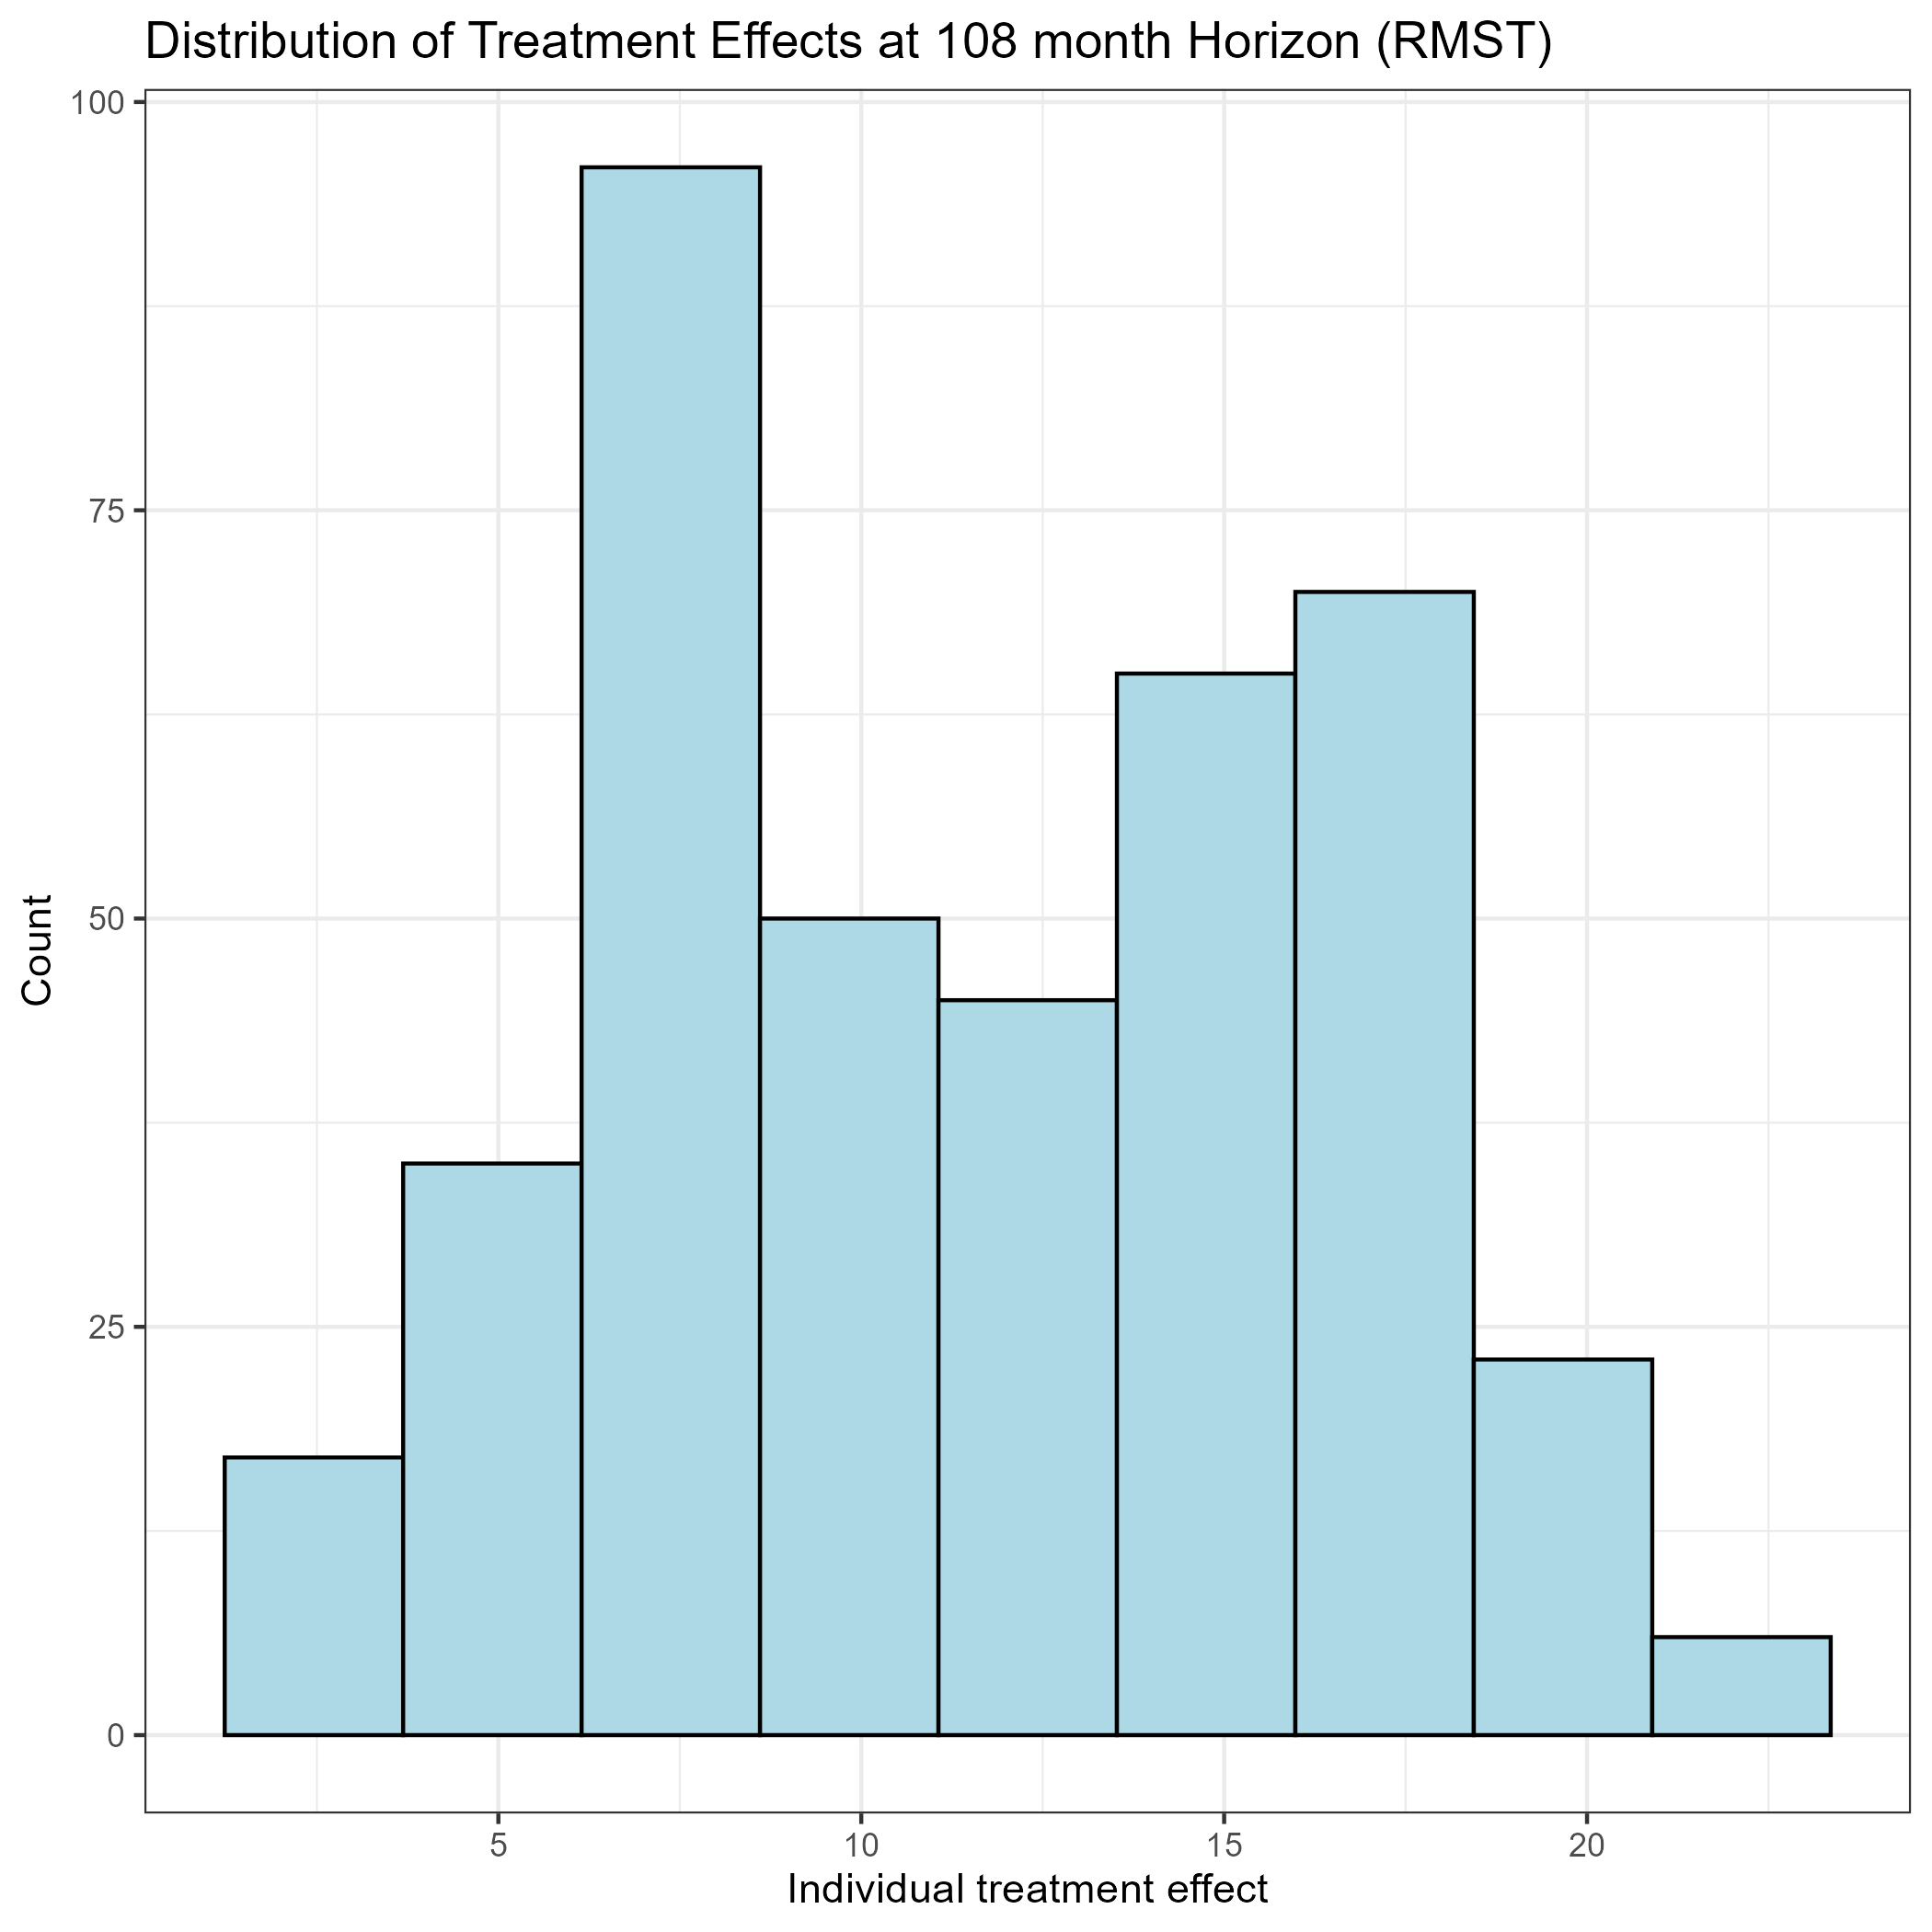 Distribution of Treatment Effects at 108 month Horizon (RMST)
100
75
50
25
0
Count
5 10 15 20
Individual treatment effect